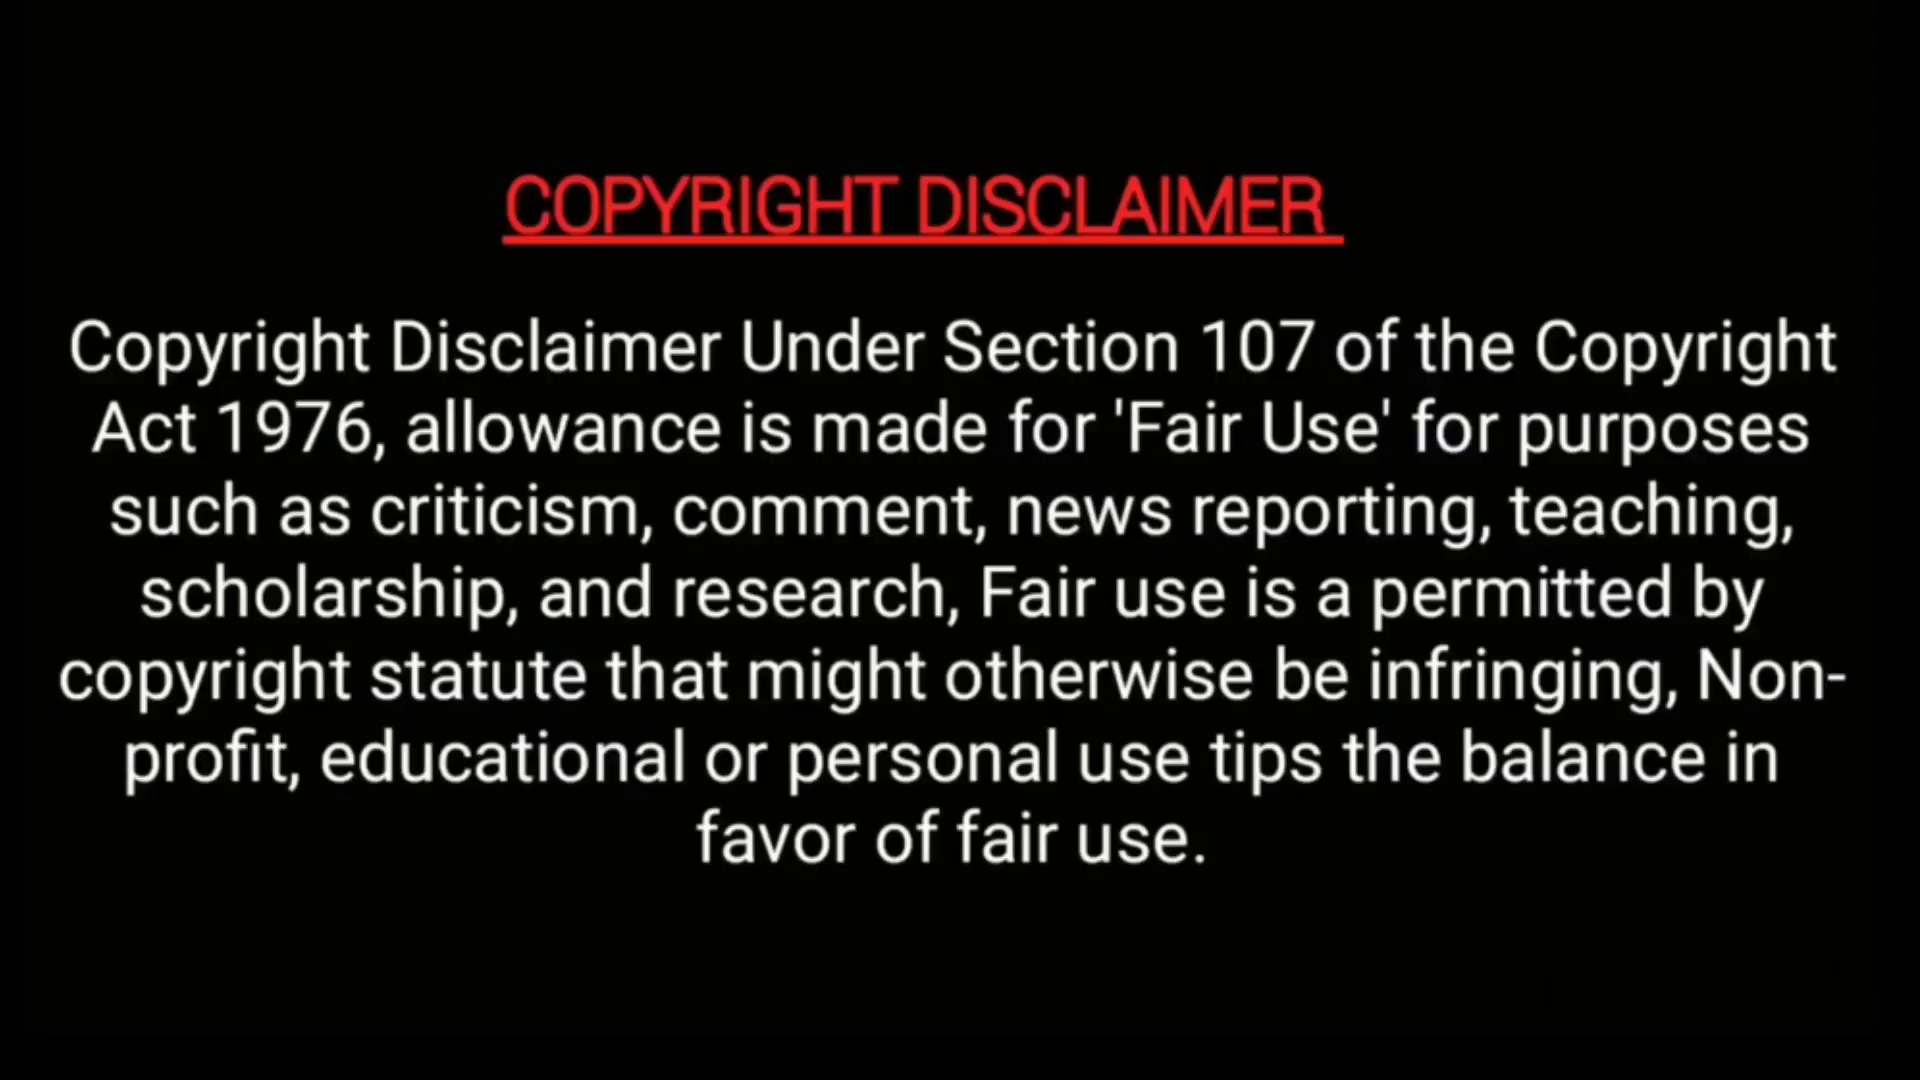 COPYRIGHT DISCLAIMER
Copyright Disclaimer Under Section 107 of the Copyright
Act 1976, allowance is made for 'Fair Use' for purposes
such as criticism, comment, news reporting, teaching,
scholarship, and research, Fair use is a permitted by
copyright statute that might otherwise be infringing, Non-
profit, educational or personal use tips the balance in
favor of fair use.